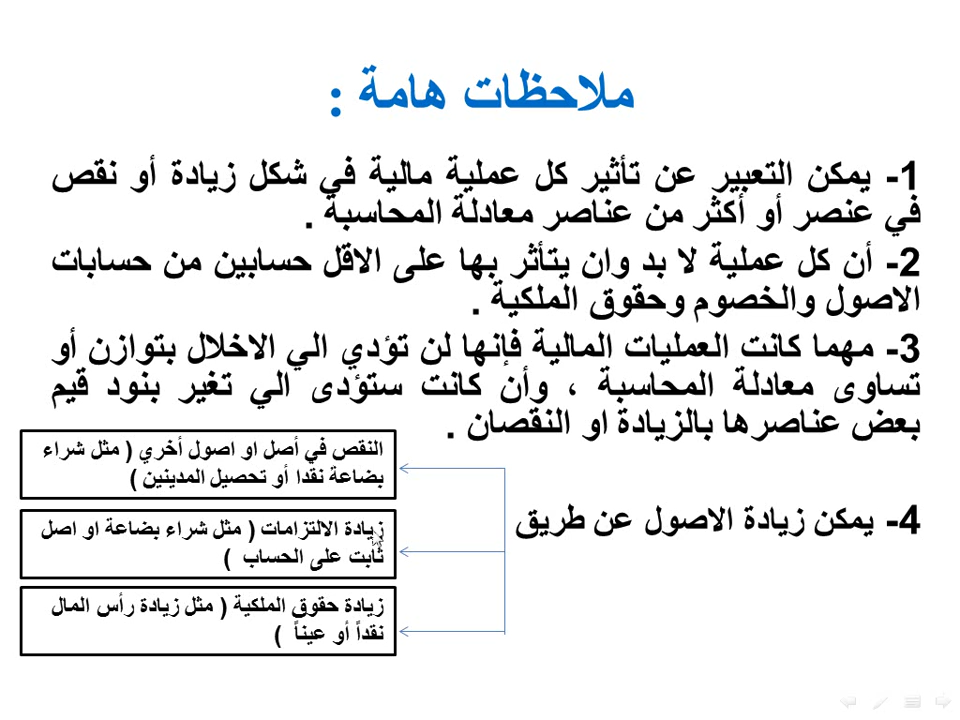 ملاحظات هامة :
1- يمكن التعبير عن تأثير كل عملية مالية في شكل زيادة أو نقص
في عنصر أو أكثر من عناصر معادلة المحاسبة .
2- أن كل عملية لا بد وان يتأثر بها على الاقل حسابين من حسابات
الاصول والخصوم وحقوق الملكية .
3- مهما كانت العمليات المالية فإنها لن تؤدي الي الاخلال بتوازن أو
تساوى معادلة المحاسبة ، وأن كانت ستؤدى الي تغير بنود قيم
بعض عناصرها بالزيادة او النقصان .
4- يمكن زيادة الاصول عن طريق
النقص في أصل او اصول أخري ( مثل شراء
بضاعة نقدا أو تحصيل المدينين )
زيادة الالتزامات ( مثل شراء بضاعة او اصل
ثابت على الحساب )
زيادة حقوق الملكية ( مثل زيادة رأس المال
نقداً أو عيناً )